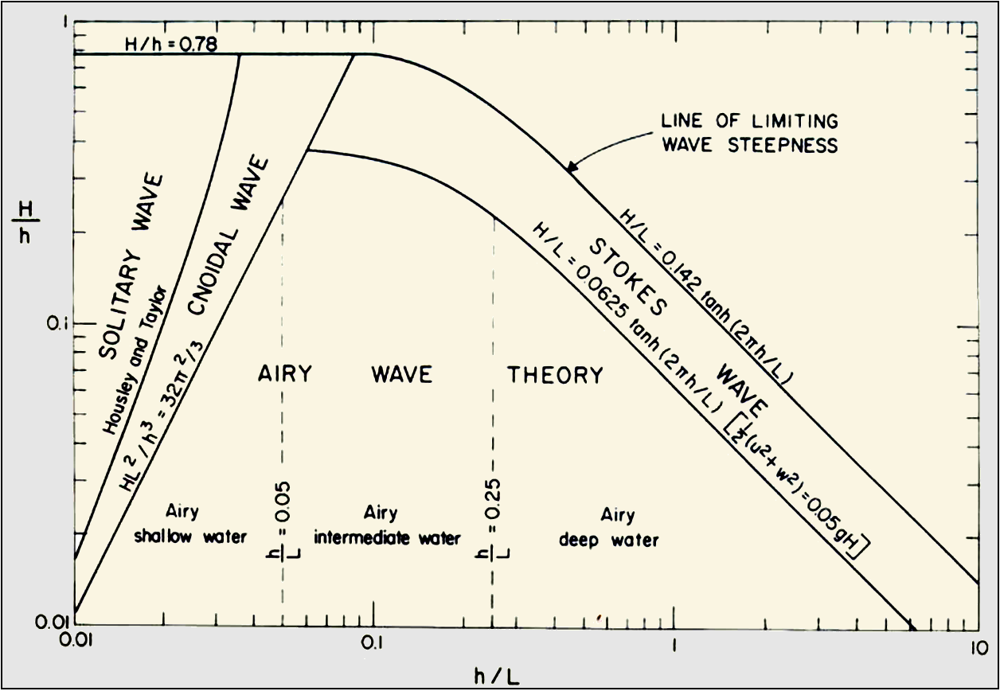 1
H/h = 0.78
LINE OF LIMITING
WAVE STEEPNESS
H/h
SOLITARY WAVE
Housley and Taylor
CNOIDAL WAVE
HL²/h³ = 32π²/3
H/L = 0.142 tanh (2πh/L)
STOKES WAVE
H/L = 0.0625 tanh (2πh/L) [½(u²+w²)=0.05gH]
0.1
AIRY WAVE THEORY
Airy
shallow water
h/L = 0.05
Airy
intermediate water
h/L = 0.25
Airy
deep water
0.01
0.01
0.1
1
10
h/L